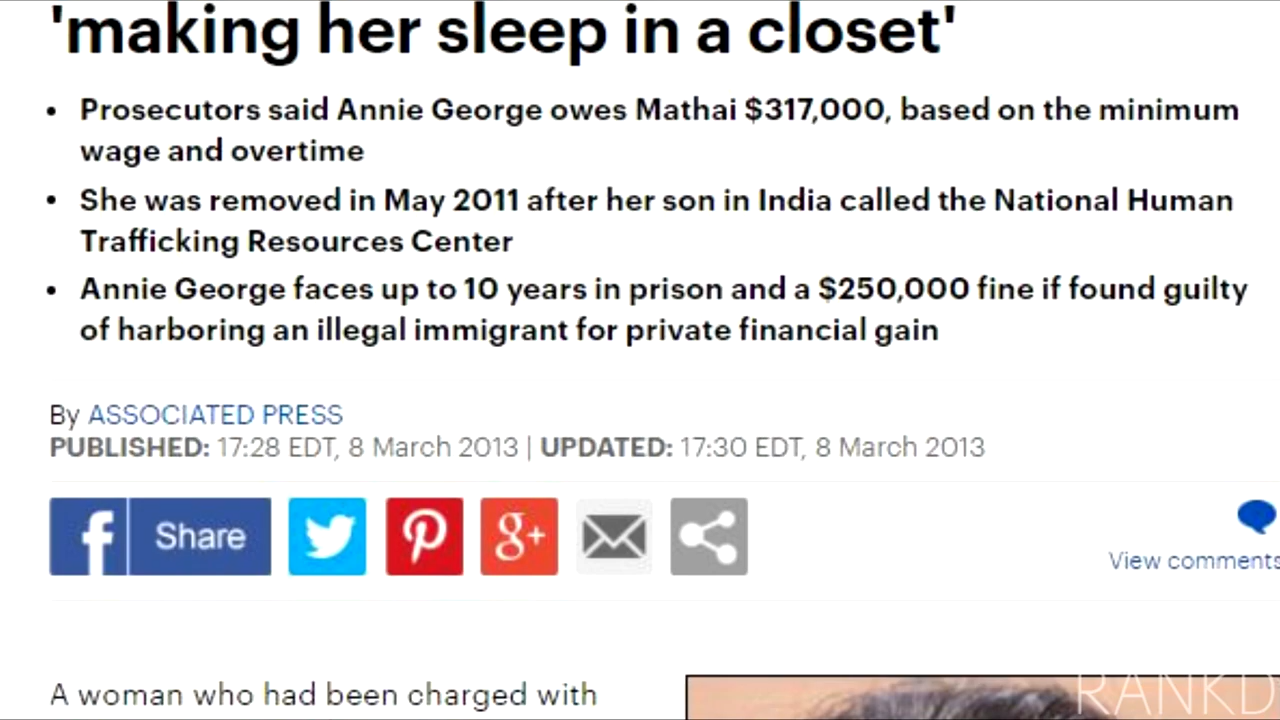 'making her sleep in a closet'
• Prosecutors said Annie George owes Mathai $317,000, based on the minimum
wage and overtime
• She was removed in May 2011 after her son in India called the National Human
Trafficking Resources Center
• Annie George faces up to 10 years in prison and a $250,000 fine if found guilty
of harboring an illegal immigrant for private financial gain
By ASSOCIATED PRESS
PUBLISHED: 17:28 EDT, 8 March 2013 | UPDATED: 17:30 EDT, 8 March 2013
f Share g+
View comments
A woman who had been charged with
RANKD